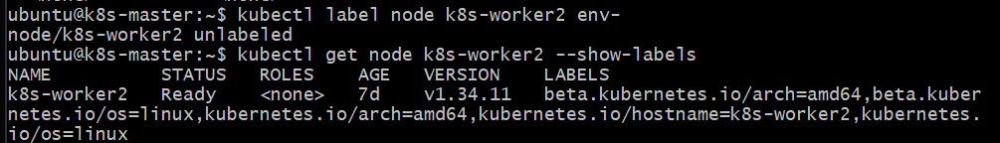 ubuntu@k8s-master:~$ kubectl label node k8s-worker2 env-
node/k8s-worker2 unlabeled
ubuntu@k8s-master:~$ kubectl get node k8s-worker2 --show-labels
NAME          STATUS   ROLES    AGE   VERSION    LABELS
k8s-worker2   Ready    <none>   7d    v1.34.11   beta.kubernetes.io/arch=amd64,beta.kuber
netes.io/os=linux,kubernetes.io/arch=amd64,kubernetes.io/hostname=k8s-worker2,kubernetes.
io/os=linux